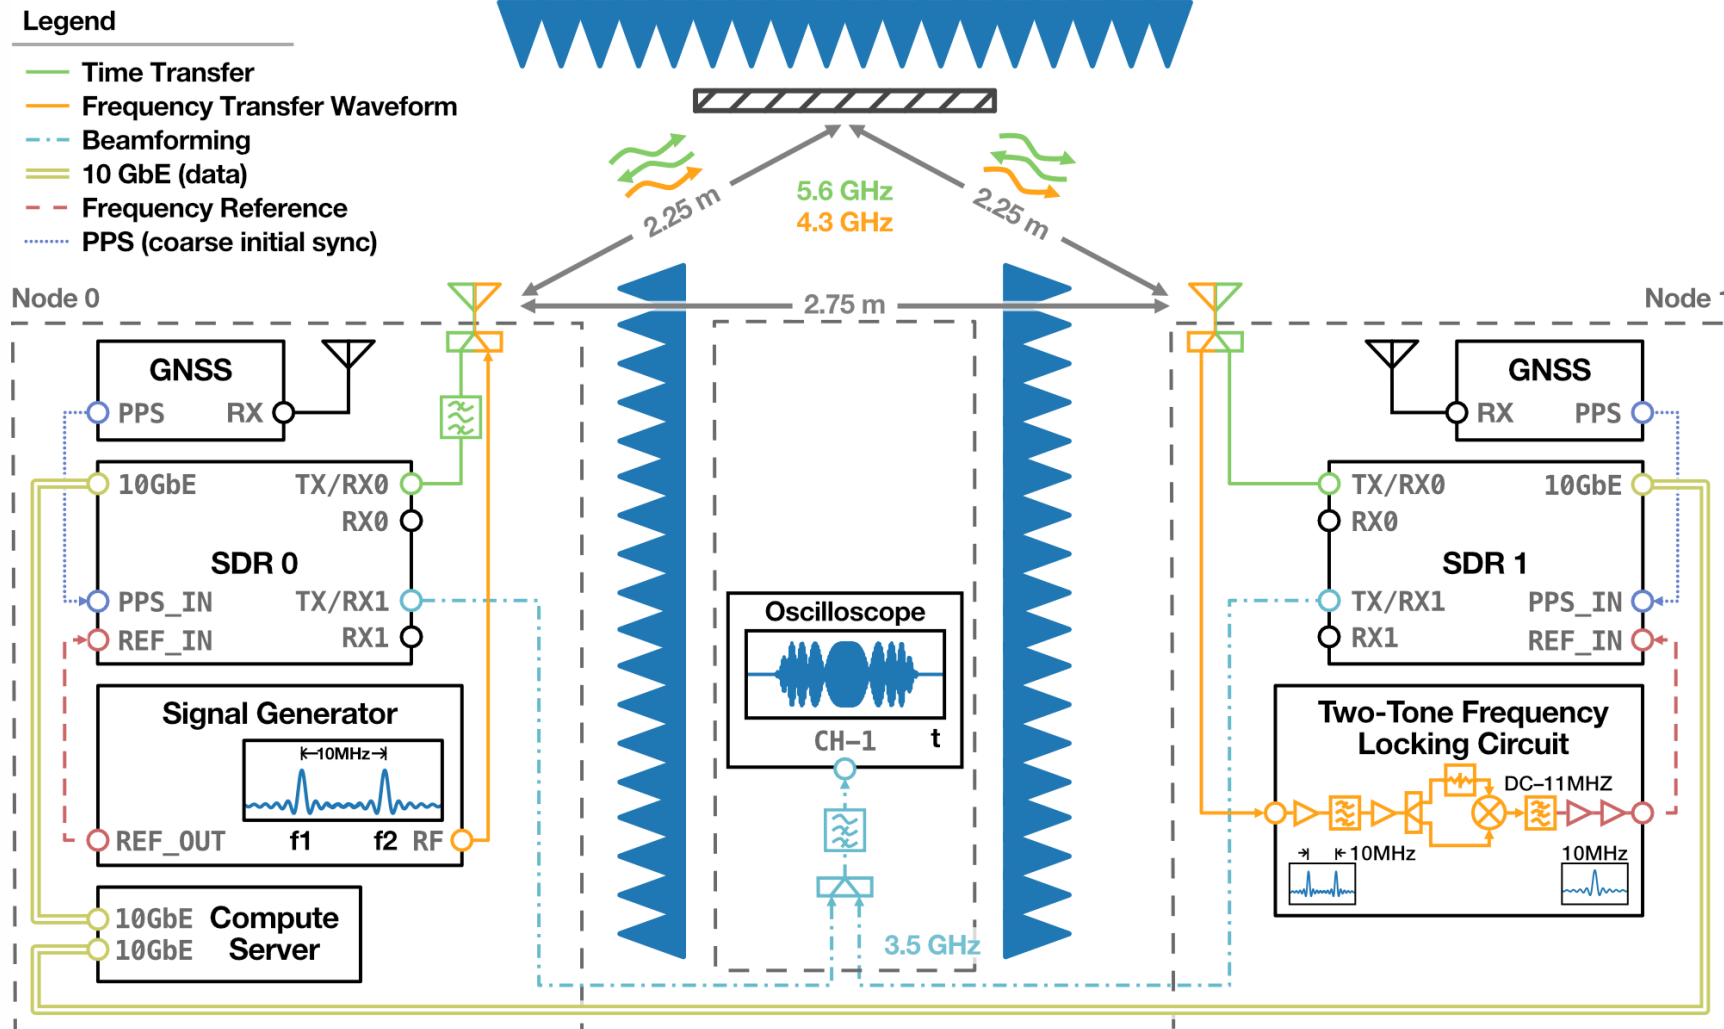 Legend
Time Transfer
Frequency Transfer Waveform
Beamforming
10 GbE (data)
Frequency Reference
PPS (coarse initial sync)
5.6 GHz
4.3 GHz
2.25 m
2.25 m
2.75 m
Node 0
GNSS
PPS RX
10GbE TX/RX0
RX0
SDR 0
PPS_IN TX/RX1
REF_IN RX1
Signal Generator
10MHz
f1 f2
REF_OUT RF
10GbE Compute
10GbE Server
Oscilloscope
CH-1 t
3.5 GHz
Node 1
GNSS
RX PPS
TX/RX0 10GbE
RX0
SDR 1
TX/RX1 PPS_IN
RX1 REF_IN
Two-Tone Frequency
Locking Circuit
DC-11MHZ
10MHz 10MHz